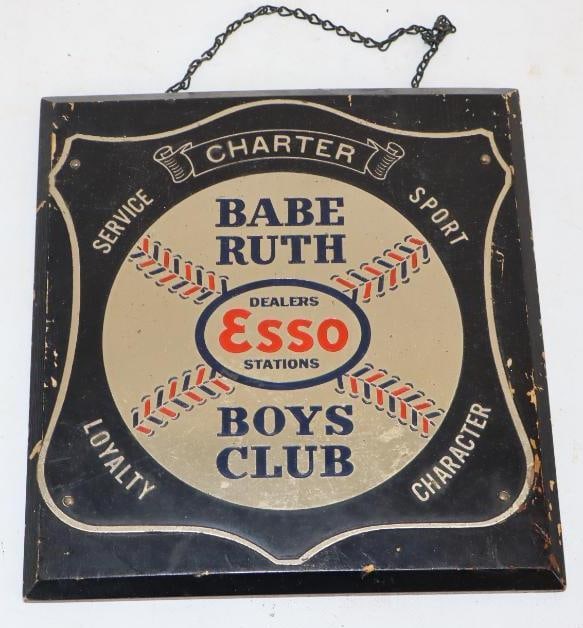 CHARTER
SERVICE
SPORT
BABE
RUTH
DEALERS
Esso
STATIONS
BOYS
CLUB
LOYALTY
CHARACTER